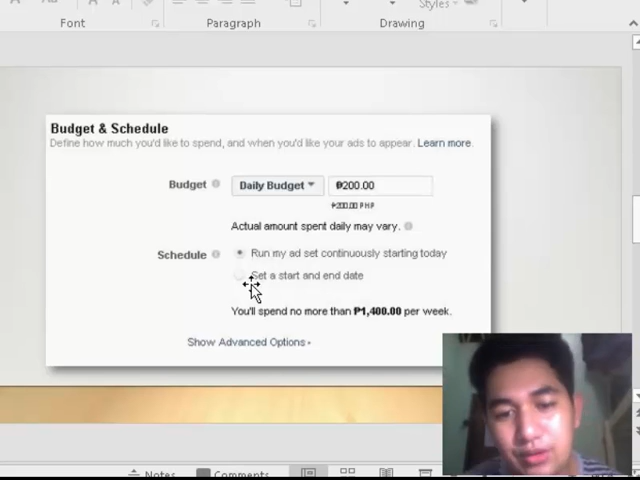 Styles
Font
Paragraph
Drawing
Budget & Schedule
Define how much you'd like to spend, and when you'd like your ads to appear. Learn more.
Budget
Daily Budget
₱200.00
₱200.00 PHP
Actual amount spent daily may vary.
Schedule
Run my ad set continuously starting today
Set a start and end date
You'll spend no more than ₱1,400.00 per week.
Show Advanced Options
Notes
Comments